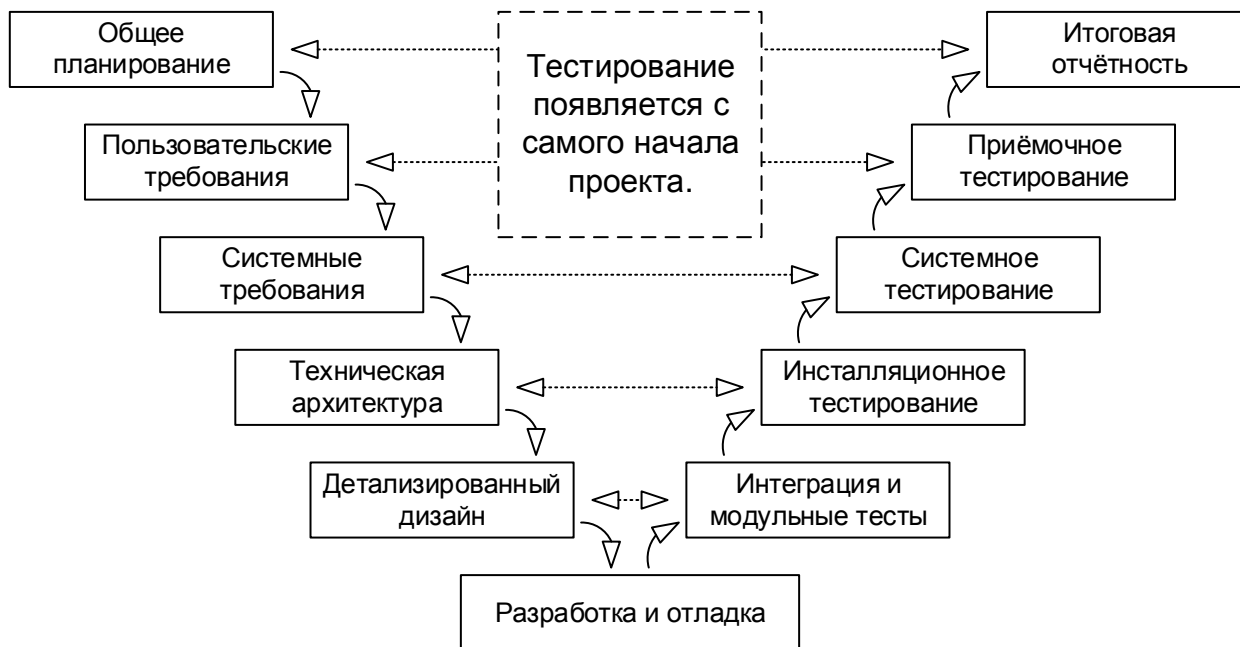 Общее
планирование
Тестирование
появляется с
самого начала
проекта.
Итоговая
отчётность
Пользовательские
требования
Приёмочное
тестирование
Системные
требования
Системное
тестирование
Техническая
архитектура
Инсталляционное
тестирование
Детализированный
дизайн
Интеграция и
модульные тесты
Разработка и отладка